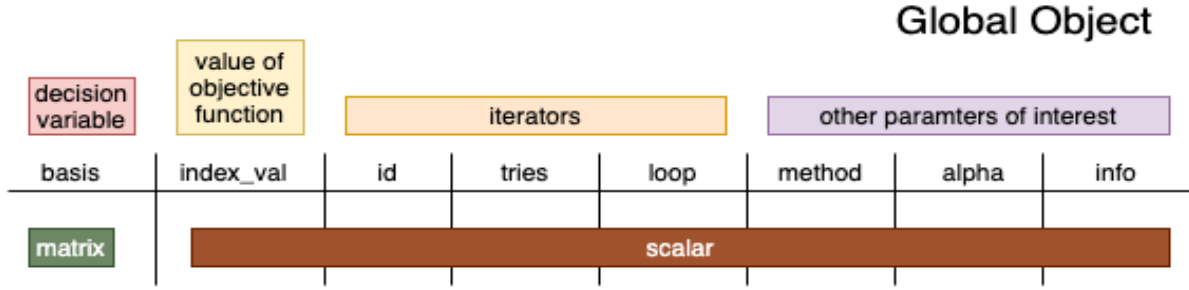 Global Object
decision
variable
value of
objective
function
iterators
other paramters of interest
basis
index_val
id
tries
loop
method
alpha
info
matrix
scalar